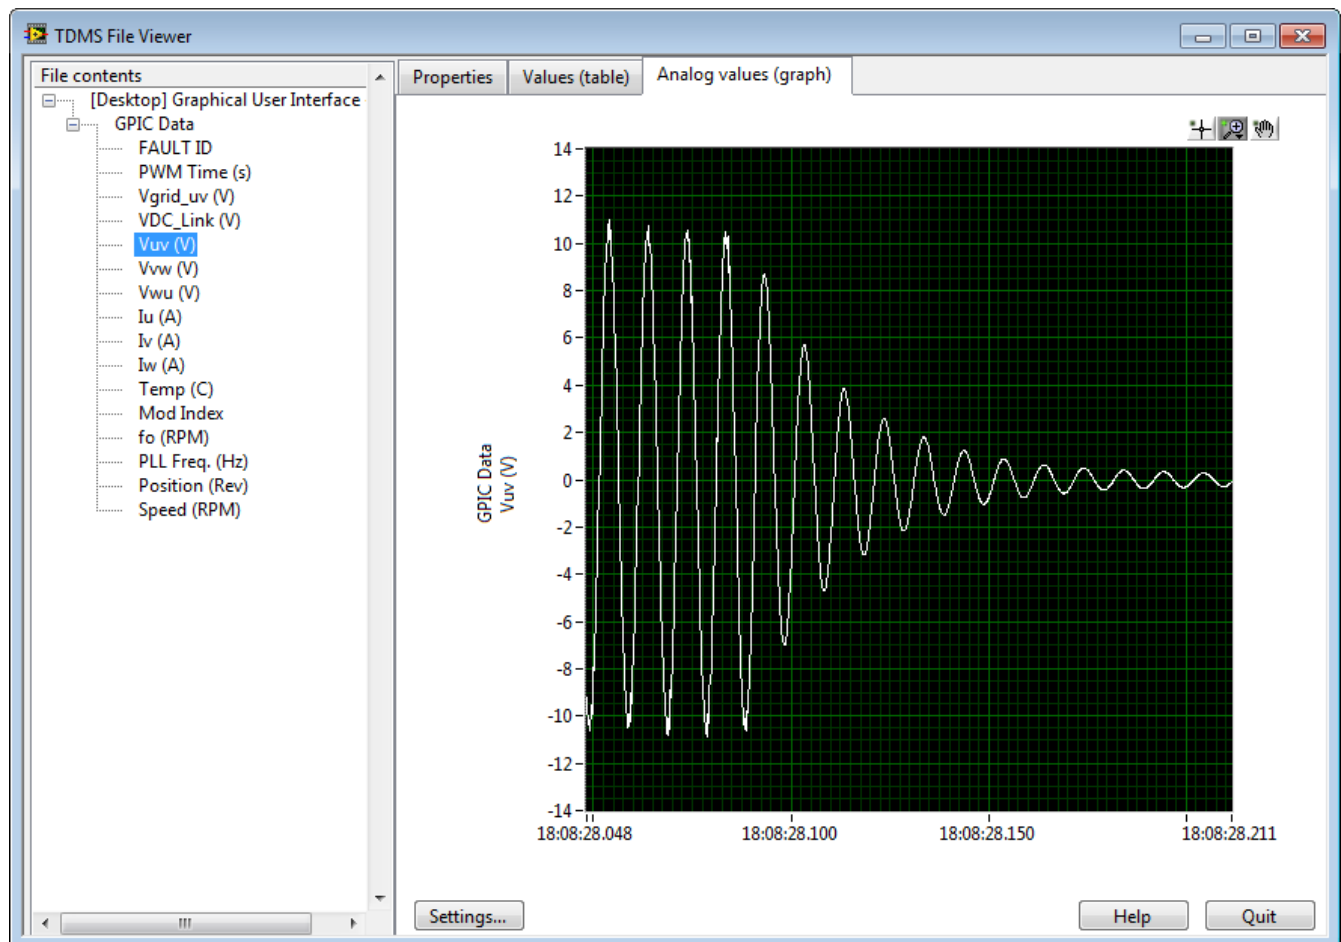 TDMS File Viewer
File contents
[Desktop] Graphical User Interface
GPIC Data
FAULT ID
PWM Time (s)
Vgrid_uv (V)
VDC_Link (V)
Vuv (V)
Vvw (V)
Vwu (V)
Iu (A)
Iv (A)
Iw (A)
Temp (C)
Mod Index
fo (RPM)
PLL Freq. (Hz)
Position (Rev)
Speed (RPM)
Properties
Values (table)
Analog values (graph)
14
12
10
8
6
4
2
0
-2
-4
-6
-8
-10
-12
-14
GPIC Data
Vuv (V)
18:08:28.048
18:08:28.100
18:08:28.150
18:08:28.211
Settings...
Help
Quit